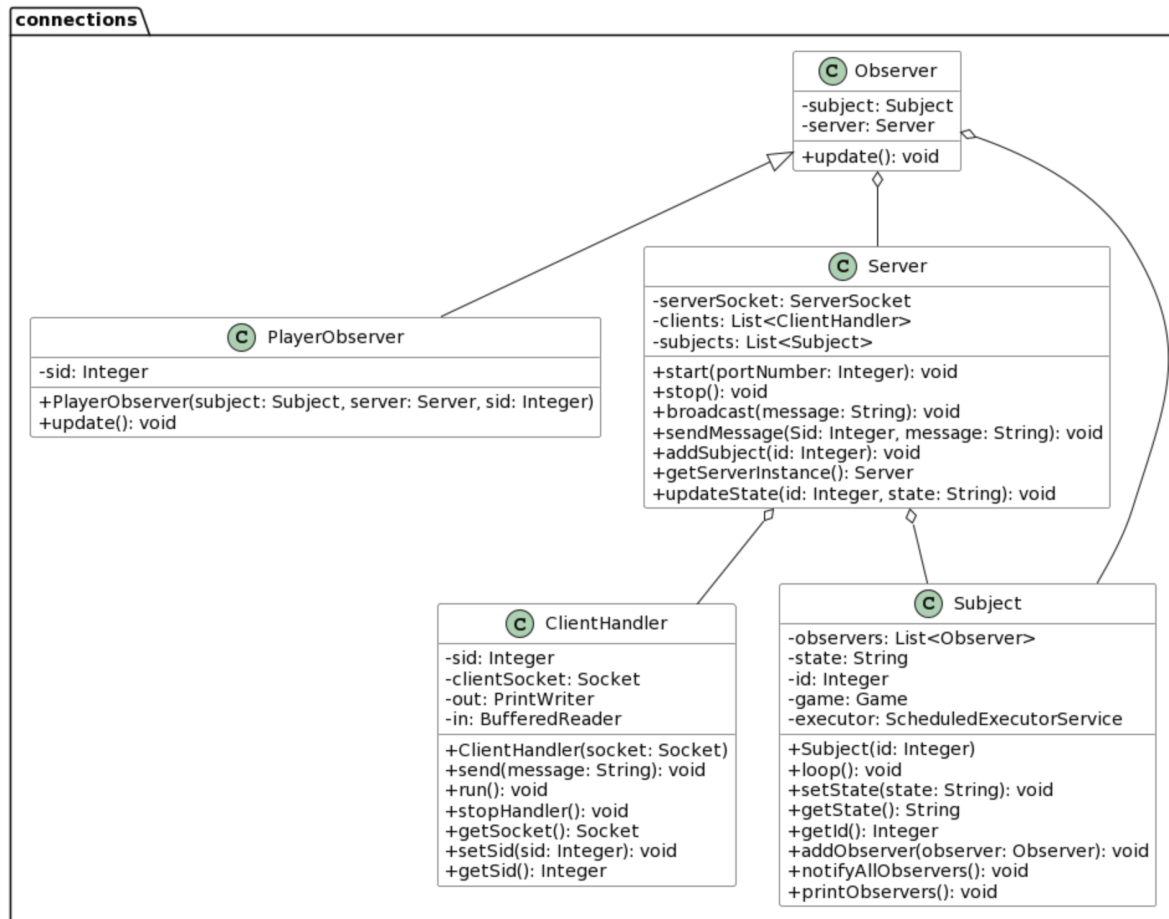 connections
C Observer
-subject: Subject
-server: Server
+update(): void
C Server
-serverSocket: ServerSocket
-clients: List<ClientHandler>
-subjects: List<Subject>
+start(portNumber: Integer): void
+stop(): void
+broadcast(message: String): void
+sendMessage(Sid: Integer, message: String): void
+addSubject(id: Integer): void
+getServerInstance(): Server
+updateState(id: Integer, state: String): void
C PlayerObserver
-sid: Integer
+PlayerObserver(subject: Subject, server: Server, sid: Integer)
+update(): void
C ClientHandler
-sid: Integer
-clientSocket: Socket
-out: PrintWriter
-in: BufferedReader
+ClientHandler(socket: Socket)
+send(message: String): void
+run(): void
+stopHandler(): void
+getSocket(): Socket
+setSid(sid: Integer): void
+getSid(): Integer
C Subject
-observers: List<Observer>
-state: String
-id: Integer
-game: Game
-executor: ScheduledExecutorService
+Subject(id: Integer)
+loop(): void
+setState(state: String): void
+getState(): String
+getId(): Integer
+addObserver(observer: Observer): void
+notifyAllObservers(): void
+printObservers(): void